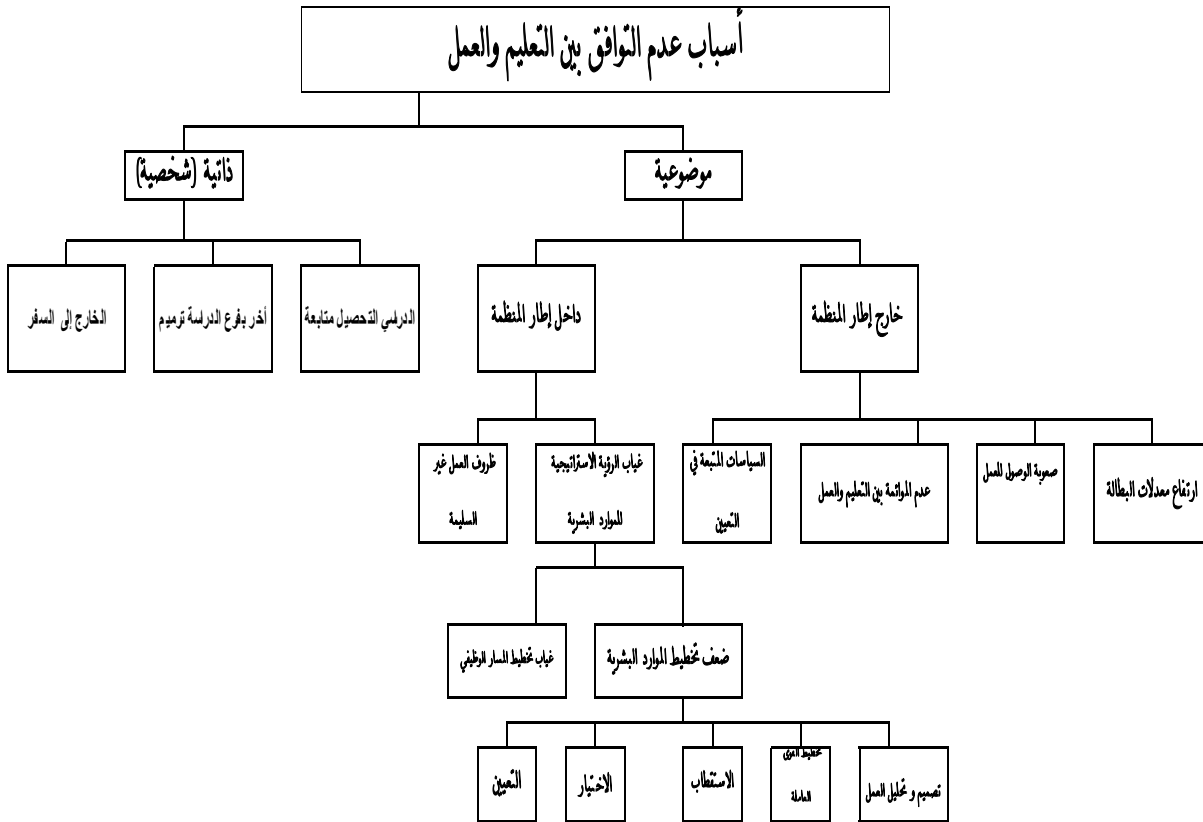 أسباب عدم التوافق بين التعليم والعمل
موضوعية
ذاتية (شخصية)
خارج إطار المنظمة
داخل إطار المنظمة
الدراسي التحصيل متابعة
أخر بفرع الدراسة ترميم
الخارج إلى السفر
ارتفاع معدلات البطالة
صعوبة الوصول للعمل
عدم الموائمة بين التعليم والعمل
السياسات المتبعة في
التعيين
غياب الرؤية الاستراتيجية
للموارد البشرية
ظروف العمل غير
السليمة
ضعف تخطيط الموارد البشرية
غياب تخطيط المسار الوظيفي
تصميم و تحليل العمل
تخطيط القوى
العاملة
الاستقطاب
الاختيار
التعيين